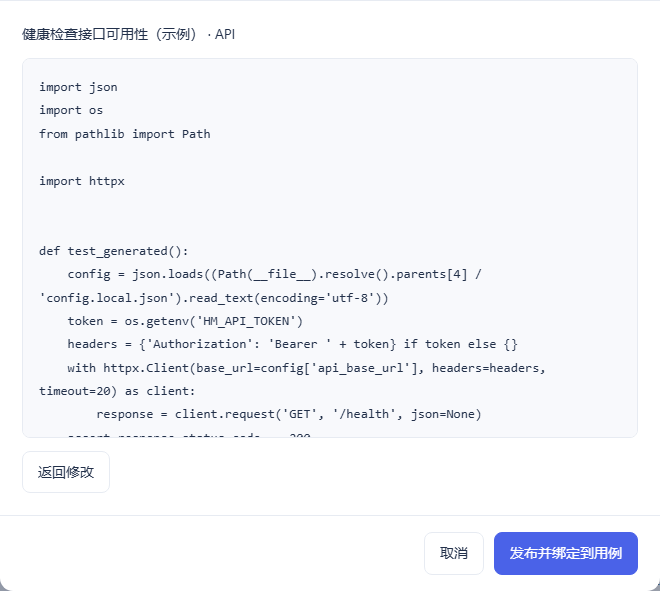 健康检查接口可用性（示例） · API
import json
import os
from pathlib import Path
import httpx
def test_generated():
    config = json.loads((Path(__file__).resolve().parents[4] /
'config.local.json').read_text(encoding='utf-8'))
    token = os.getenv('HM_API_TOKEN')
    headers = {'Authorization': 'Bearer ' + token} if token else {}
    with httpx.Client(base_url=config['api_base_url'], headers=headers,
timeout=20) as client:
        response = client.request('GET', '/health', json=None)
    assert response.status_code
返回修改
取消
发布并绑定到用例